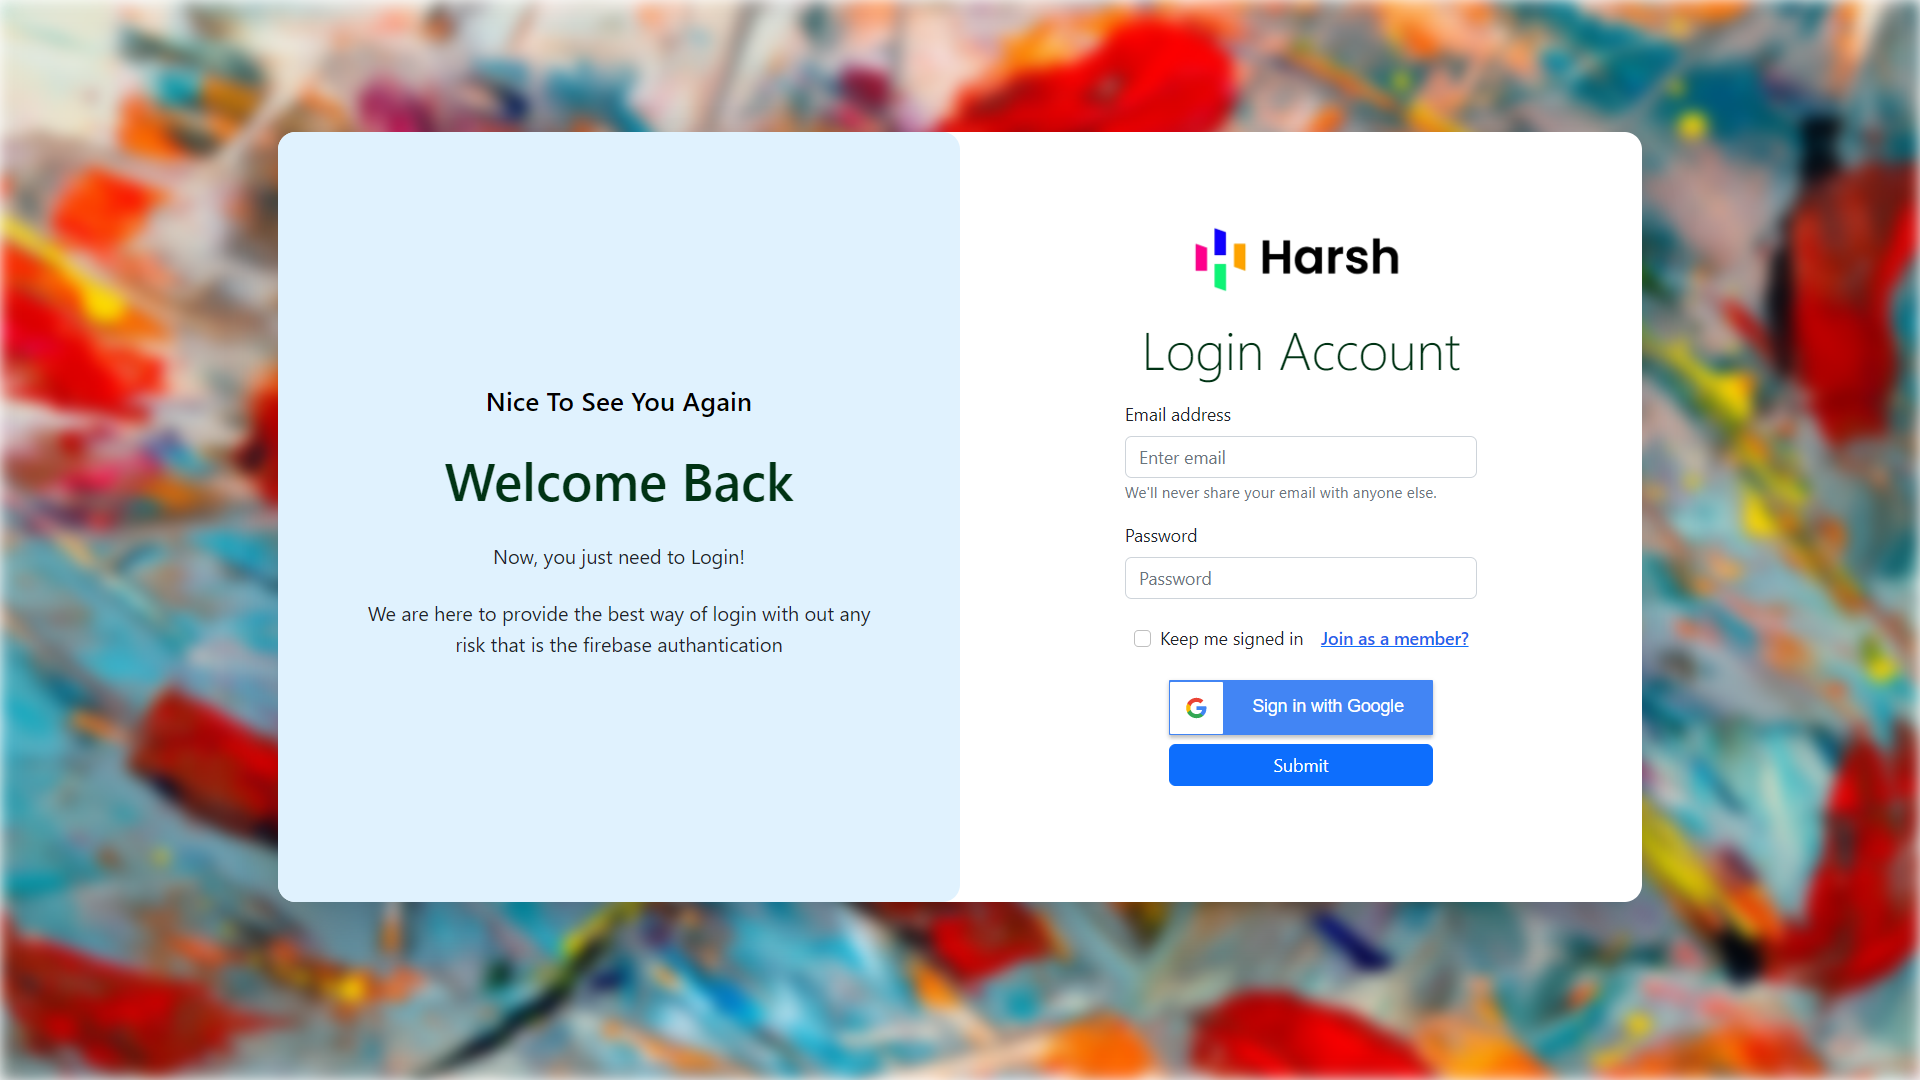 Nice To See You Again
Welcome Back
Now, you just need to Login!
We are here to provide the best way of login with out any
risk that is the firebase authantication
Harsh
Login Account
Email address
Enter email
We'll never share your email with anyone else.
Password
Password
Keep me signed in Join as a member?
Sign in with Google
Submit